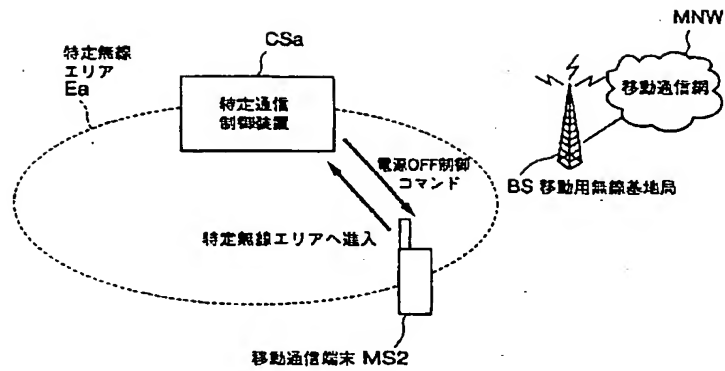 MNW
CSa
特定無線
エリア
Ea
特定通信
制御装置
移動通信網
電源OFF制御
コマンド
BS 移動用無線基地局
特定無線エリアへ進入
移動通信端末 MS2